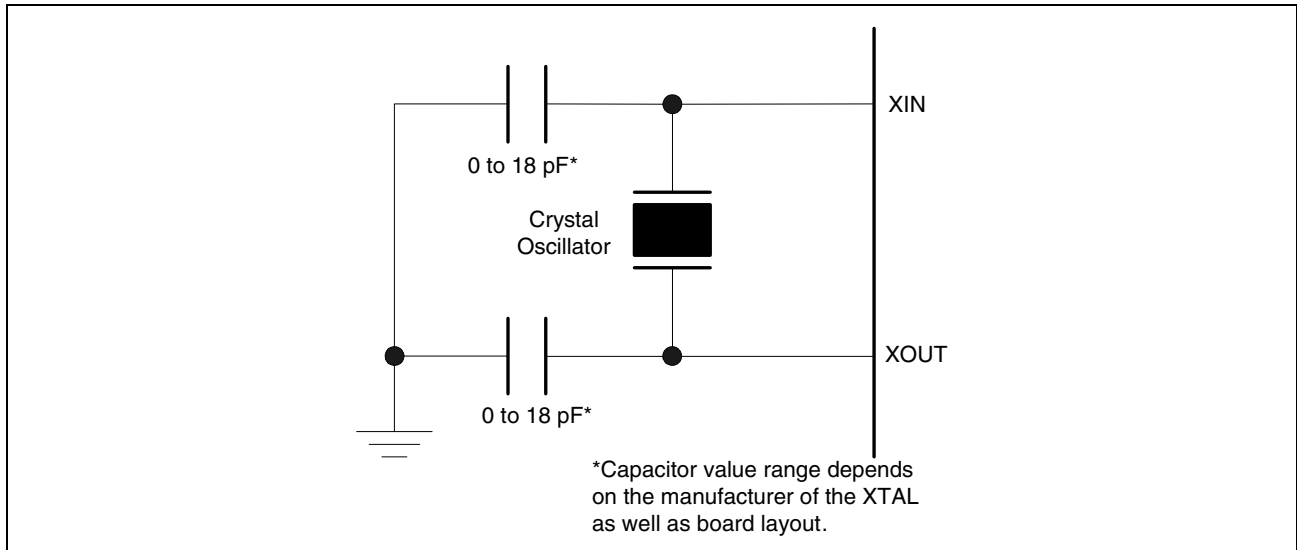 XIN
0 to 18 pF*
Crystal
Oscillator
XOUT
0 to 18 pF*
*Capacitor value range depends
on the manufacturer of the XTAL
as well as board layout.